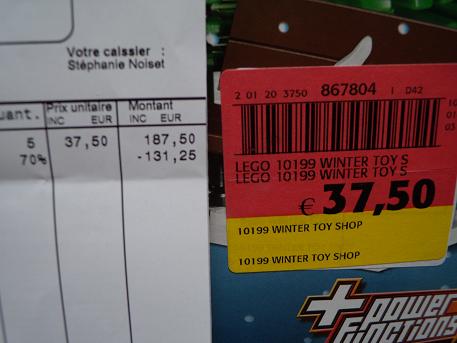 Votre caissier :
Stéphanie Noiset
uant. Prix unitaire Montant
INC EUR INC EUR
5 37,50 187,50
70% -131,25
2 01 20 3750 867804 I D42
LEGO 10199 WINTER TOY S
LEGO 10199 WINTER TOY S
€ 37,50
10199 WINTER TOY SHOP
10199 WINTER TOY SHOP
power
functions